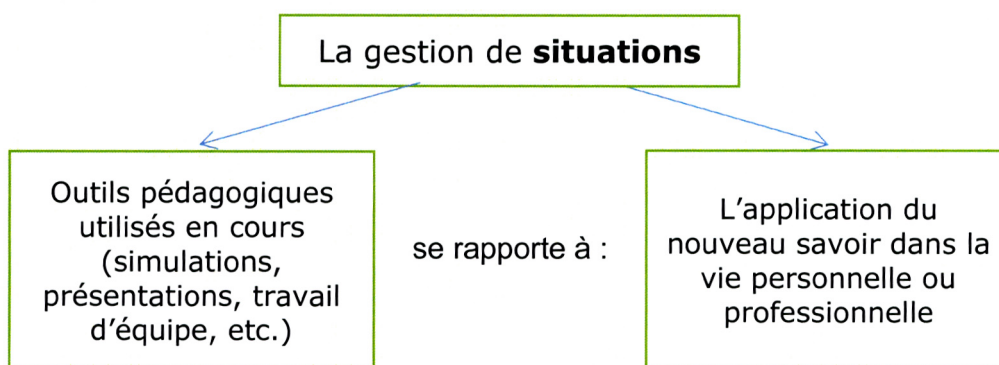 La gestion de situations
Outils pédagogiques
utilisés en cours
(simulations,
présentations, travail
d'équipe, etc.)
se rapporte à :
L'application du
nouveau savoir dans la
vie personnelle ou
professionnelle